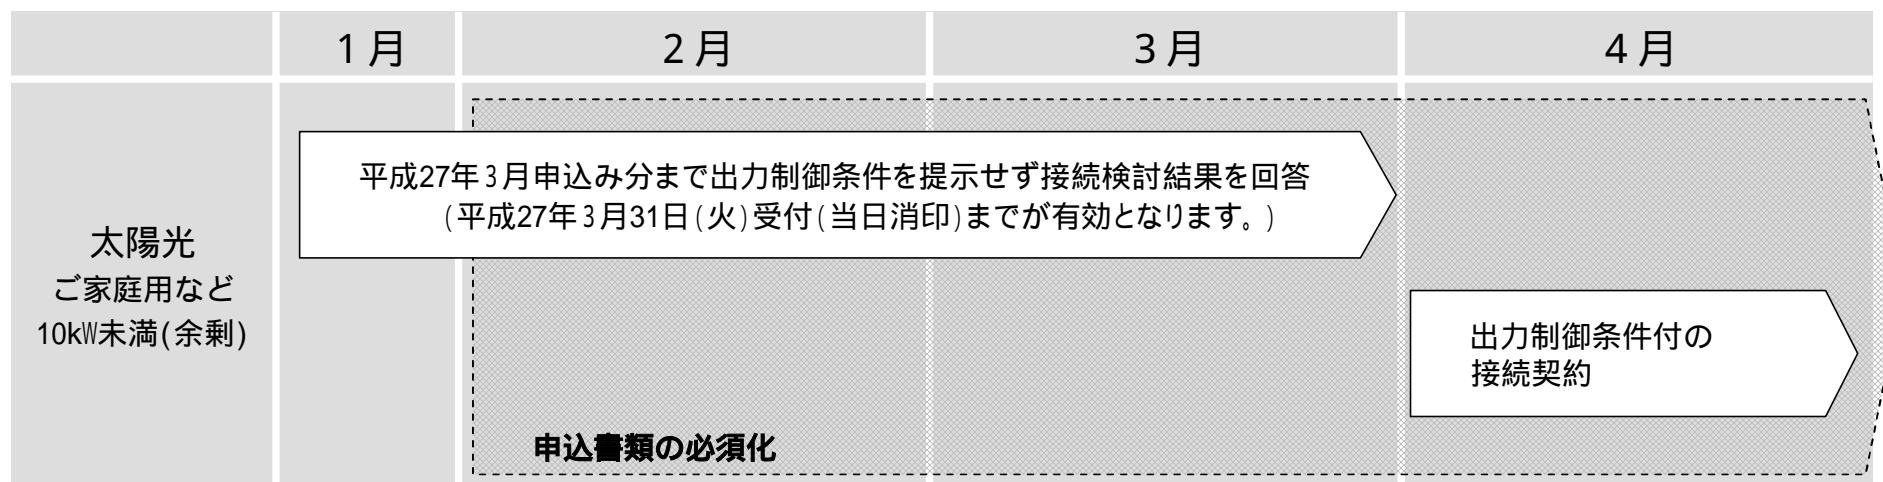 1月 2月 3月 4月
太陽光
ご家庭用など
10kW未満(余剰)
平成27年3月申込み分まで出力制御条件を提示せず接続検討結果を回答
(平成27年3月31日(火)受付(当日消印)までが有効となります。)
出力制御条件付の
接続契約
申込書類の必須化